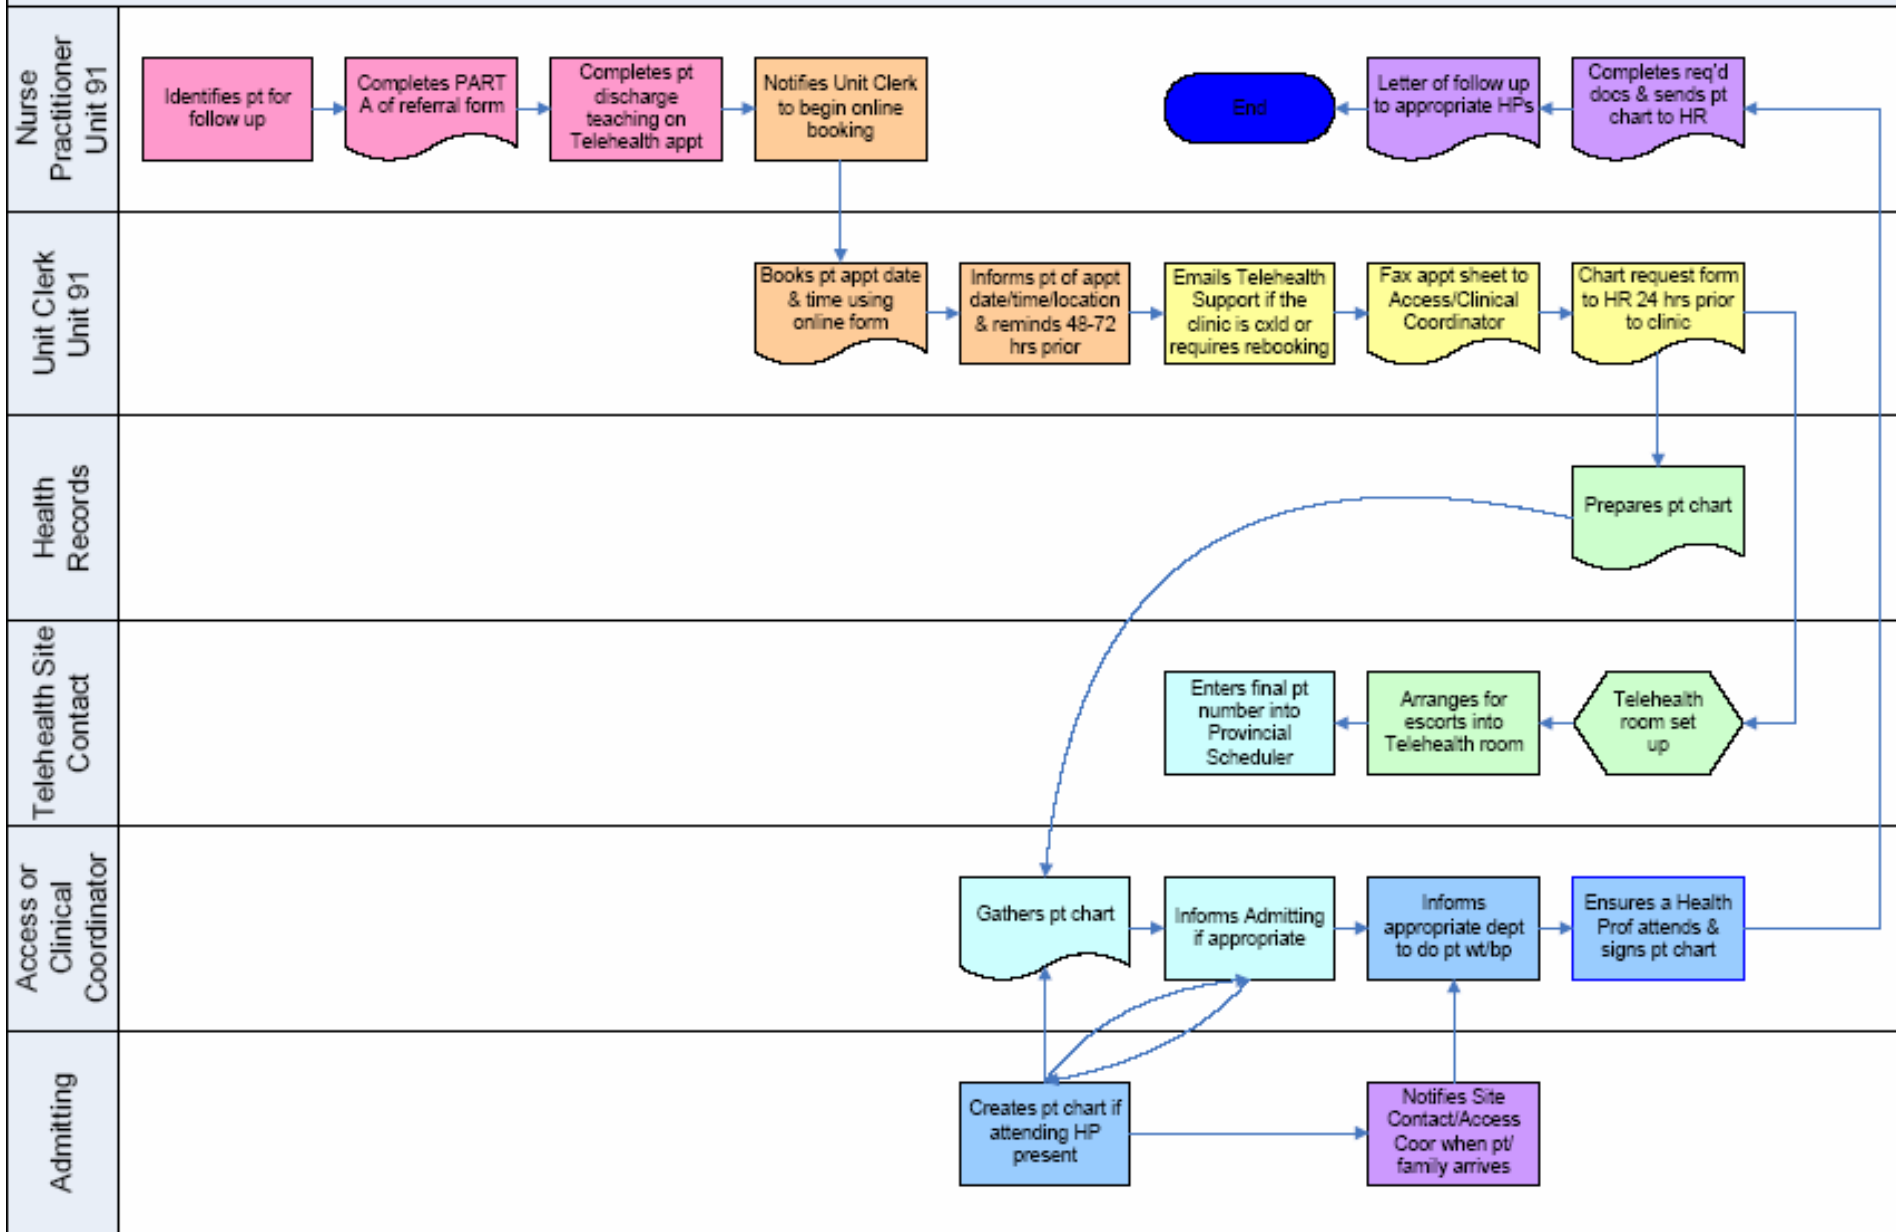 Nurse
Practitioner
Unit 91
Identifies pt for
follow up
Completes PART
A of referral form
Completes pt
discharge
teaching on
Telehealth appt
Notifies Unit Clerk
to begin online
booking
End
Letter of follow up
to appropriate HPs
Completes req'd
docs & sends pt
chart to HR
Unit Clerk
Unit 91
Books pt appt date
& time using
online form
Informs pt of appt
date/time/location
& reminds 48-72
hrs prior
Emails Telehealth
Support if the
clinic is cxld or
requires rebooking
Fax appt sheet to
Access/Clinical
Coordinator
Chart request form
to HR 24 hrs prior
to clinic
Health
Records
Prepares pt chart
Telehealth Site
Contact
Enters final pt
number into
Provincial
Scheduler
Arranges for
escorts into
Telehealth room
Telehealth
room set
up
Access or
Clinical
Coordinator
Gathers pt chart
Informs Admitting
if appropriate
Informs
appropriate dept
to do pt wt/bp
Ensures a Health
Prof attends &
signs pt chart
Admitting
Creates pt chart if
attending HP
present
Notifies Site
Contact/Access
Coor when pt/
family arrives